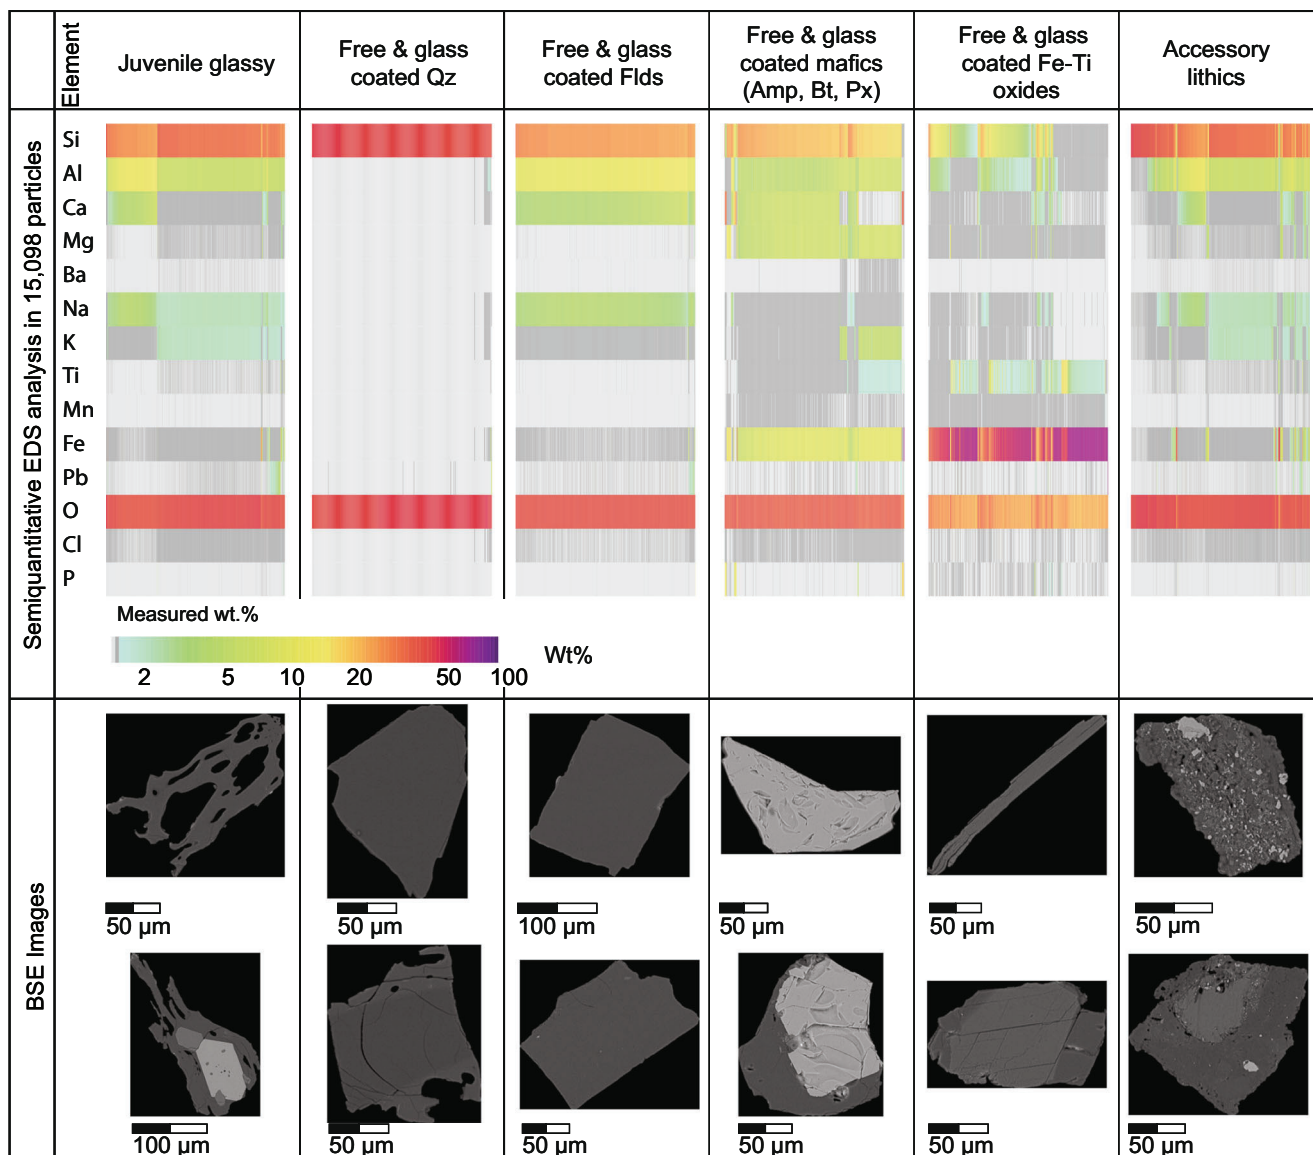 Element
Juvenile glassy
Free & glass
coated Qz
Free & glass
coated Flds
Free & glass
coated mafics
(Amp, Bt, Px)
Free & glass
coated Fe-Ti
oxides
Accessory
lithics
Semiquantitative EDS analysis in 15,098 particles
Si
Al
Ca
Mg
Ba
Na
K
Ti
Mn
Fe
Pb
O
Cl
P
Measured wt.%
Wt%
2 5 10 20 50 100
BSE Images
50 µm 50 µm 100 µm 50 µm 50 µm 50 µm
100 µm 50 µm 50 µm 50 µm 50 µm 50 µm